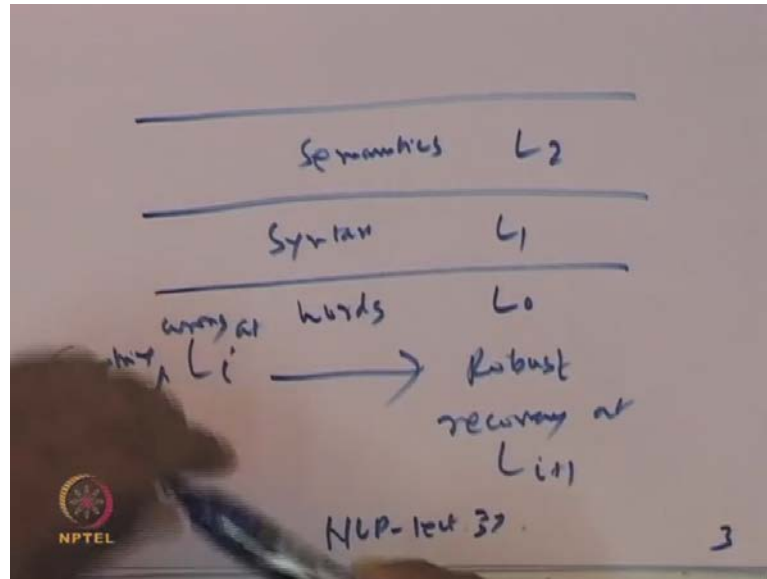 Semantics L2
Syntax L1
words L0
wrong at
Li → Robust
recovery at
Li+1
NPTEL
NLP-lect 37
3